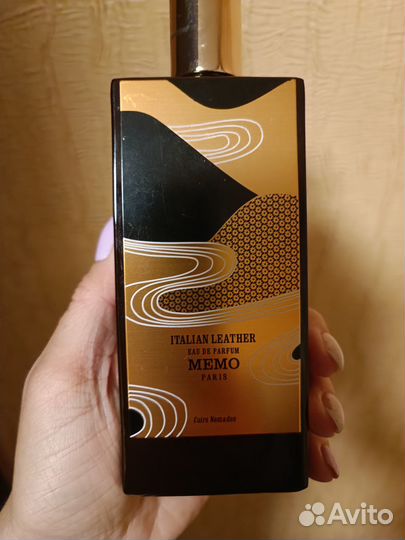 ITALIAN LEATHER
EAU DE PARFUM
MEMO
PARIS
Cuirs Nomades
Avito